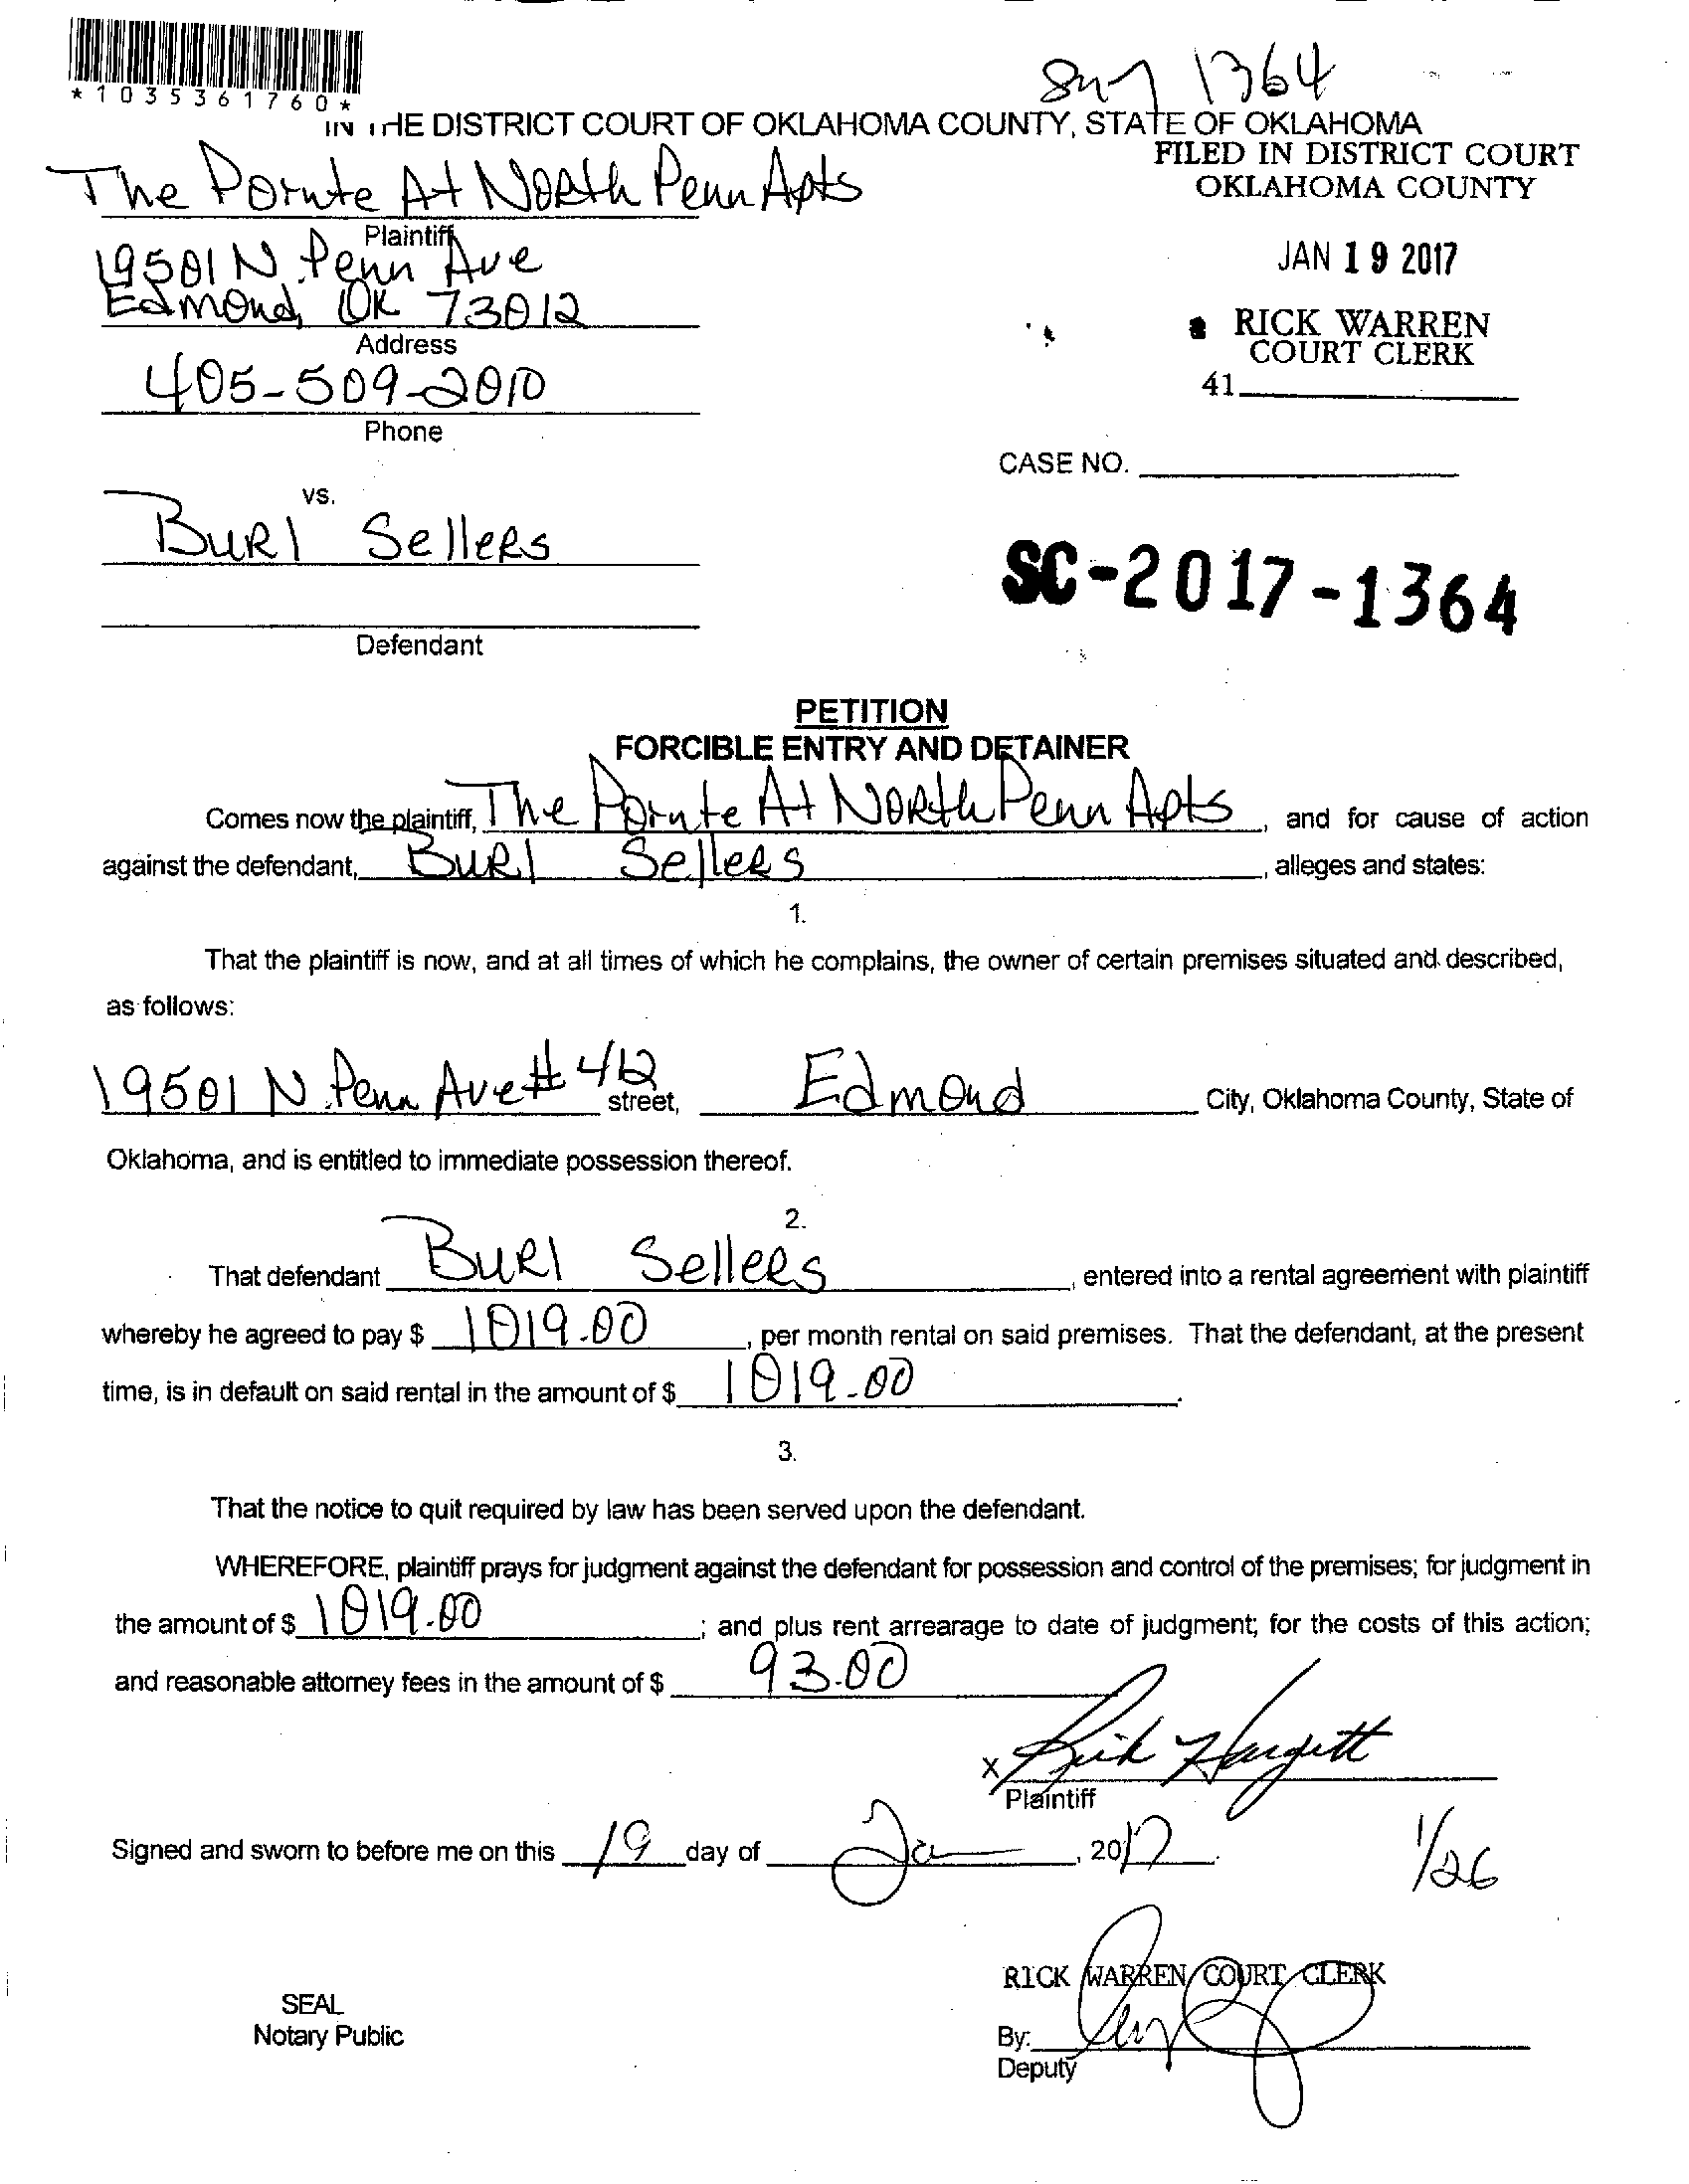 *1035361760*
1364
IN THE DISTRICT COURT OF OKLAHOMA COUNTY, STATE OF OKLAHOMA
FILED IN DISTRICT COURT
OKLAHOMA COUNTY
The Pointe At North Penn Apts
Plaintiff
19501 N. Penn Ave
Edmond, OK 73012
Address
405-509-2010
Phone
JAN 19 2017
RICK WARREN
COURT CLERK
41
CASE NO.
vs.
Burl Sellers
SC-2017-1364
Defendant
PETITION
FORCIBLE ENTRY AND DETAINER
Comes now the plaintiff, The Pointe At North Penn Apts, and for cause of action
against the defendant, Burl Sellers, alleges and states:
1.
That the plaintiff is now, and at all times of which he complains, the owner of certain premises situated and described,
as follows:
19501 N. Penn Ave # 412 street, Edmond City, Oklahoma County, State of
Oklahoma, and is entitled to immediate possession thereof.
2.
That defendant Burl Sellers, entered into a rental agreement with plaintiff
whereby he agreed to pay $ 1019.00, per month rental on said premises. That the defendant, at the present
time, is in default on said rental in the amount of $ 1019.00.
3.
That the notice to quit required by law has been served upon the defendant.
WHEREFORE, plaintiff prays for judgment against the defendant for possession and control of the premises; for judgment in
the amount of $ 1019.00; and plus rent arrearage to date of judgment; for the costs of this action;
and reasonable attorney fees in the amount of $ 93.00
x Rick Hargett
Plaintiff
Signed and sworn to before me on this 19 day of Jan, 2017.
1/26
RICK WARREN COURT CLERK
SEAL
Notary Public
By:
Deputy